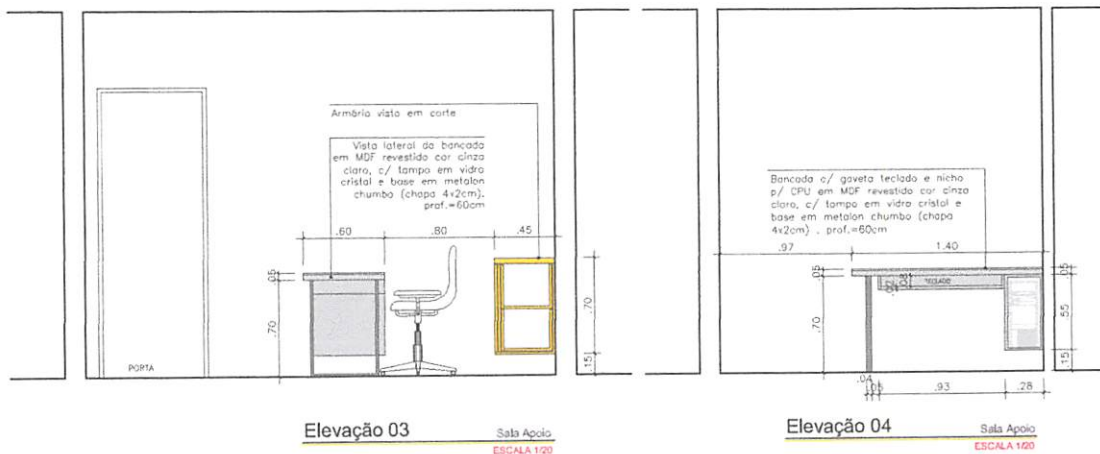 Armário visto em corte
Vista lateral da bancada
em MDF revestido cor cinza
claro, c/ tampo em vidro
cristal e base em metalon
chumbo (chapa 4x2cm).
prof.=60cm
.60
.80
.45
.05
.70
.70
.15
PORTA
Elevação 03
Sala Apoio
ESCALA 1/20
Bancada c/ gaveta teclado e nicho
p/ CPU em MDF revestido cor cinza
claro, c/ tampo em vidro cristal e
base em metalon chumbo (chapa
4x2cm) . prof.=60cm
.97
1.40
.05
.70
TECLADO
.08
.05
.55
.15
.04
.05
.93
.28
Elevação 04
Sala Apoio
ESCALA 1/20